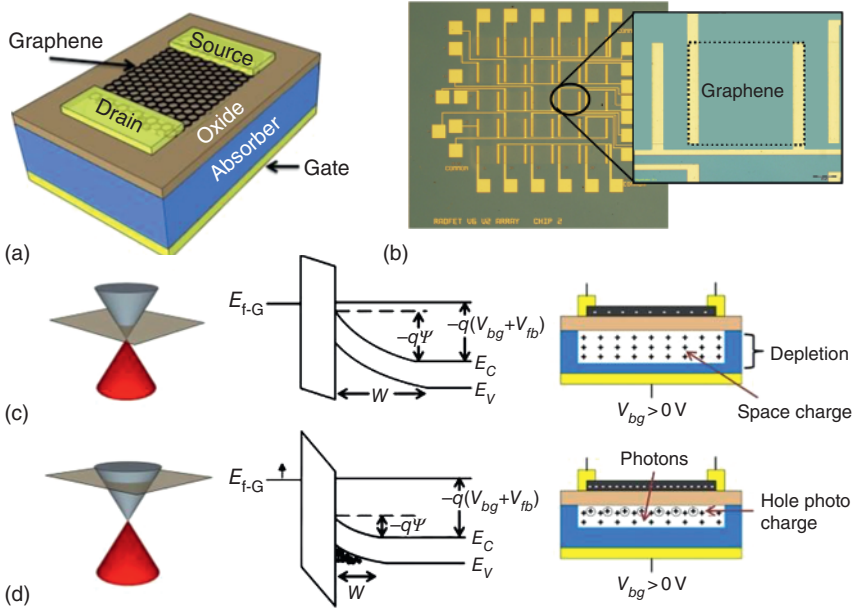 Graphene
Source
Drain
Oxide
Absorber
Gate
(a)
COMMON
COMMON
RADFET V6 V2 ARRAY CHIP 2
Graphene
(b)
E_f-G
−qΨ
−q(V_bg+V_fb)
E_C
E_V
W
Depletion
Space charge
V_bg > 0 V
(c)
E_f-G
−qΨ
−q(V_bg+V_fb)
E_C
E_V
W
Photons
Hole photo
charge
V_bg > 0 V
(d)